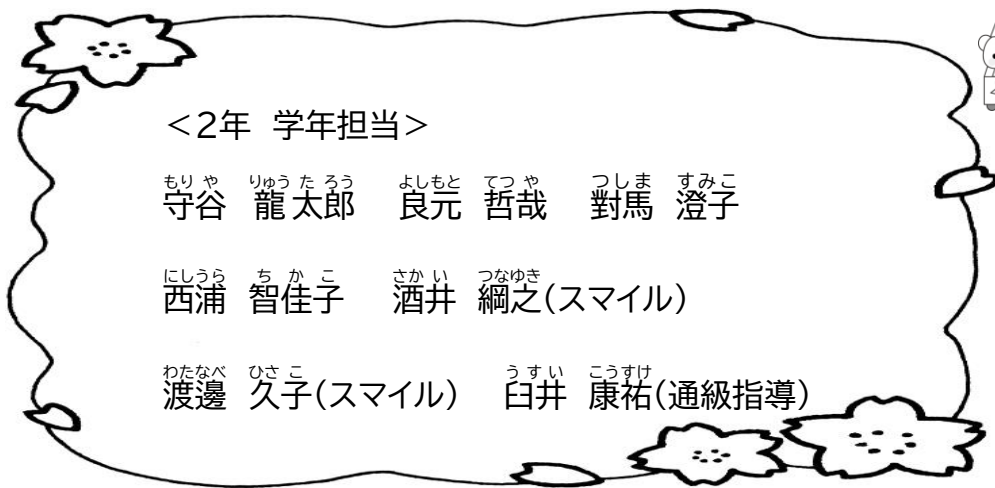 <2年 学年担当>
もりや りゅうたろう よしもと てつや つしま すみこ
守谷 龍太郎 良元 哲哉 對馬 澄子
にしうら ちかこ さかい つなゆき
西浦 智佳子 酒井 綱之(スマイル)
わたなべ ひさこ うすい こうすけ
渡邊 久子(スマイル) 臼井 康祐(通級指導)